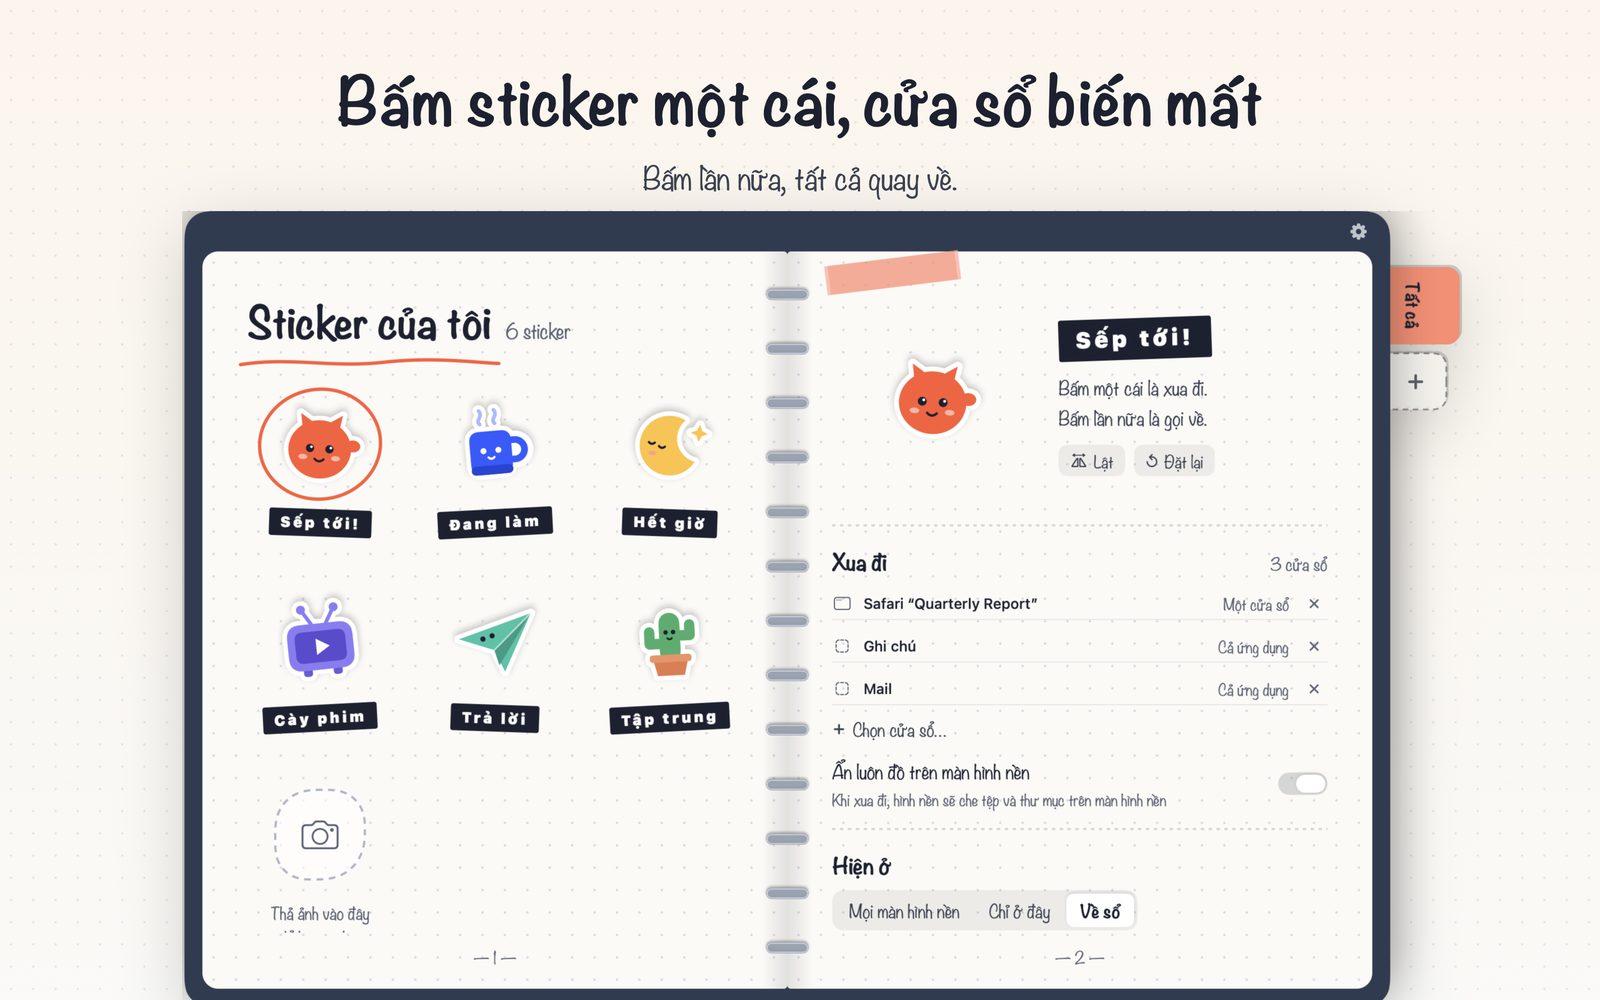 Bấm sticker một cái, cửa sổ biến mất
Bấm lần nữa, tất cả quay về.
Sticker của tôi 6 sticker
Sếp tới!
Đang làm
Hết giờ
Cày phim
Trả lời
Tập trung
Thả ảnh vào đây
—1—
Sếp tới!
Bấm một cái là xua đi.
Bấm lần nữa là gọi về.
Lật
Đặt lại
Xua đi 3 cửa sổ
Safari “Quarterly Report” Một cửa sổ ×
Ghi chú Cả ứng dụng ×
Mail Cả ứng dụng ×
+ Chọn cửa sổ...
Ẩn luôn đồ trên màn hình nền
Khi xua đi, hình nền sẽ che tệp và thư mục trên màn hình nền
Hiện ở
Mọi màn hình nền Chỉ ở đây Về sổ
—2—
Tất cả
+